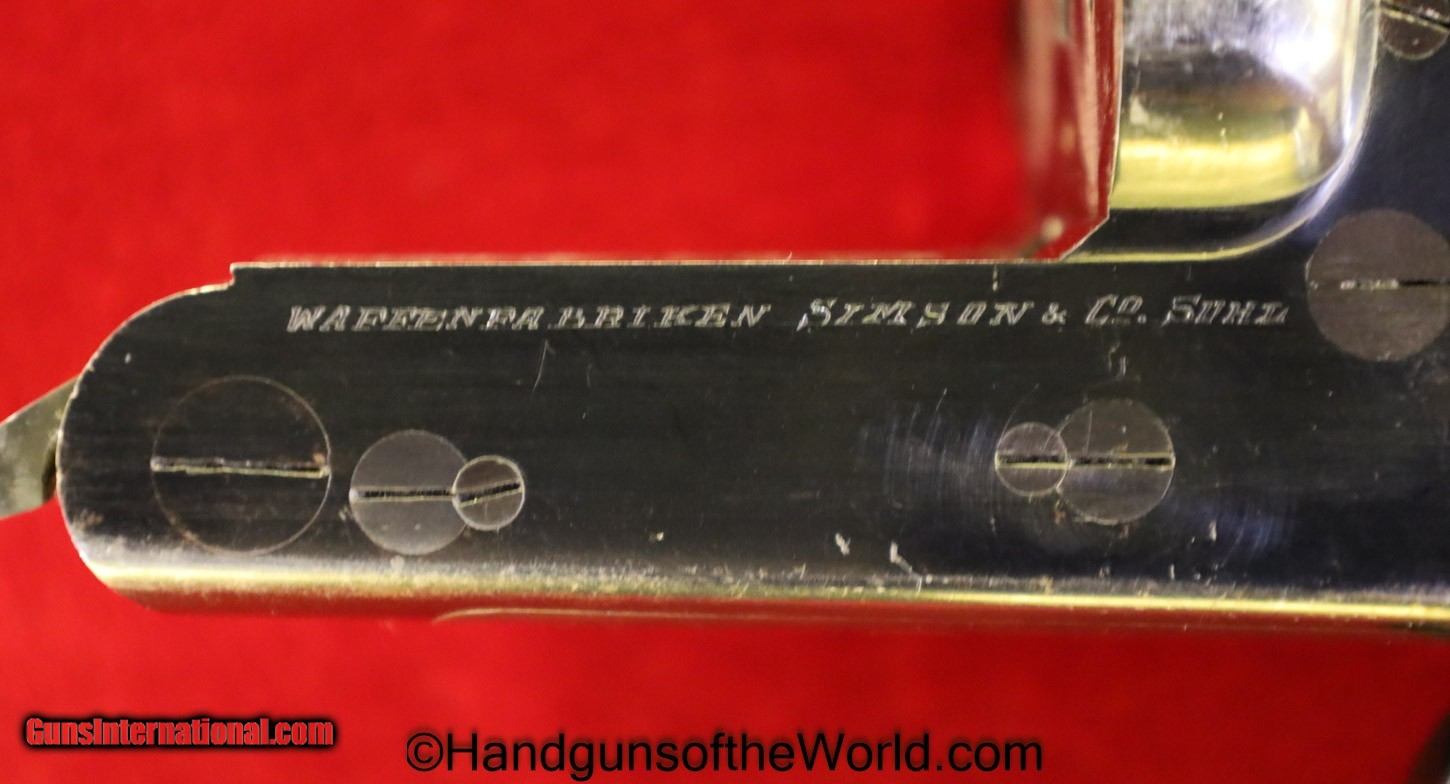 WAFFENFABRIKEN SIMSON & CO. SUHL
GunsInternational.com
©HandgunsoftheWorld.com